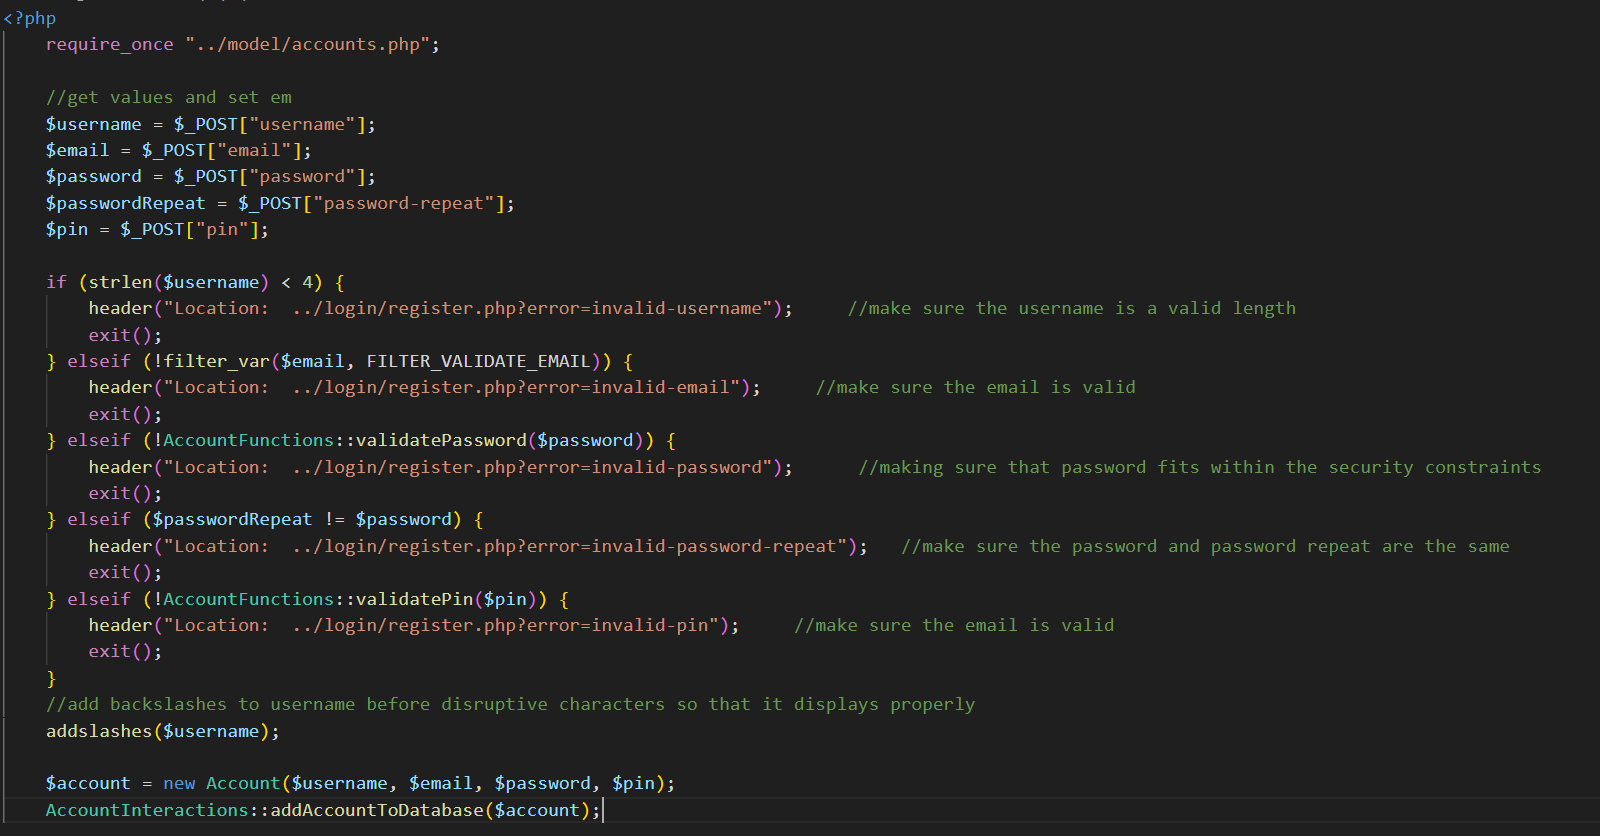 <?php
require_once "../model/accounts.php";
//get values and set em
$username = $_POST["username"];
$email = $_POST["email"];
$password = $_POST["password"];
$passwordRepeat = $_POST["password-repeat"];
$pin = $_POST["pin"];
if (strlen($username) < 4) {
header("Location:  ../login/register.php?error=invalid-username");     //make sure the username is a valid length
exit();
} elseif (!filter_var($email, FILTER_VALIDATE_EMAIL)) {
header("Location:  ../login/register.php?error=invalid-email");     //make sure the email is valid
exit();
} elseif (!AccountFunctions::validatePassword($password)) {
header("Location:  ../login/register.php?error=invalid-password");      //making sure that password fits within the security constraints
exit();
} elseif ($passwordRepeat != $password) {
header("Location:  ../login/register.php?error=invalid-password-repeat");   //make sure the password and password repeat are the same
exit();
} elseif (!AccountFunctions::validatePin($pin)) {
header("Location:  ../login/register.php?error=invalid-pin");     //make sure the email is valid
exit();
}
//add backslashes to username before disruptive characters so that it displays properly
addslashes($username);
$account = new Account($username, $email, $password, $pin);
AccountInteractions::addAccountToDatabase($account);